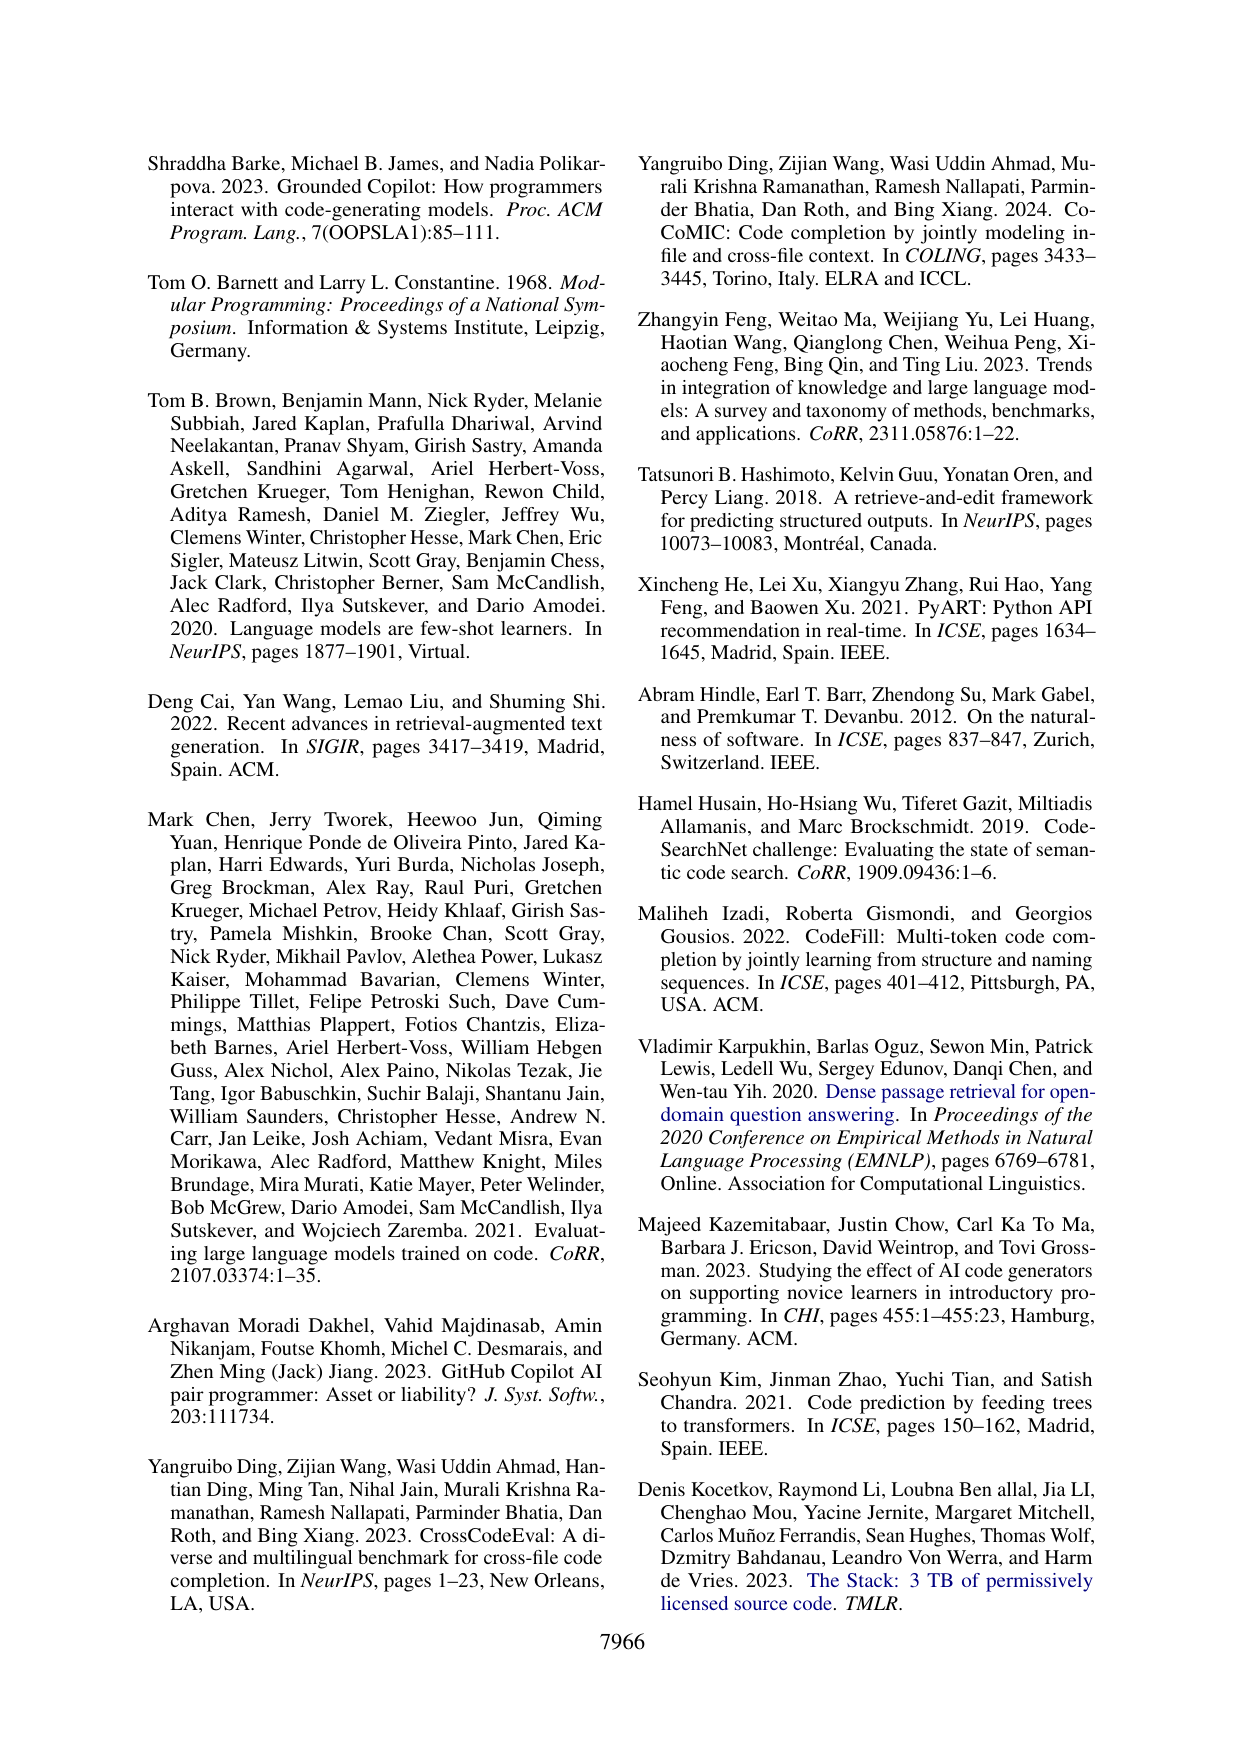 Shraddha Barke, Michael B. James, and Nadia Polikar-
pova. 2023. Grounded Copilot: How programmers
interact with code-generating models. Proc. ACM
Program. Lang., 7(OOPSLA1):85–111.
Tom O. Barnett and Larry L. Constantine. 1968. Mod-
ular Programming: Proceedings of a National Sym-
posium. Information & Systems Institute, Leipzig,
Germany.
Tom B. Brown, Benjamin Mann, Nick Ryder, Melanie
Subbiah, Jared Kaplan, Prafulla Dhariwal, Arvind
Neelakantan, Pranav Shyam, Girish Sastry, Amanda
Askell, Sandhini Agarwal, Ariel Herbert-Voss,
Gretchen Krueger, Tom Henighan, Rewon Child,
Aditya Ramesh, Daniel M. Ziegler, Jeffrey Wu,
Clemens Winter, Christopher Hesse, Mark Chen, Eric
Sigler, Mateusz Litwin, Scott Gray, Benjamin Chess,
Jack Clark, Christopher Berner, Sam McCandlish,
Alec Radford, Ilya Sutskever, and Dario Amodei.
2020. Language models are few-shot learners. In
NeurIPS, pages 1877–1901, Virtual.
Deng Cai, Yan Wang, Lemao Liu, and Shuming Shi.
2022. Recent advances in retrieval-augmented text
generation. In SIGIR, pages 3417–3419, Madrid,
Spain. ACM.
Mark Chen, Jerry Tworek, Heewoo Jun, Qiming
Yuan, Henrique Ponde de Oliveira Pinto, Jared Ka-
plan, Harri Edwards, Yuri Burda, Nicholas Joseph,
Greg Brockman, Alex Ray, Raul Puri, Gretchen
Krueger, Michael Petrov, Heidy Khlaaf, Girish Sas-
try, Pamela Mishkin, Brooke Chan, Scott Gray,
Nick Ryder, Mikhail Pavlov, Alethea Power, Lukasz
Kaiser, Mohammad Bavarian, Clemens Winter,
Philippe Tillet, Felipe Petroski Such, Dave Cum-
mings, Matthias Plappert, Fotios Chantzis, Eliza-
beth Barnes, Ariel Herbert-Voss, William Hebgen
Guss, Alex Nichol, Alex Paino, Nikolas Tezak, Jie
Tang, Igor Babuschkin, Suchir Balaji, Shantanu Jain,
William Saunders, Christopher Hesse, Andrew N.
Carr, Jan Leike, Josh Achiam, Vedant Misra, Evan
Morikawa, Alec Radford, Matthew Knight, Miles
Brundage, Mira Murati, Katie Mayer, Peter Welinder,
Bob McGrew, Dario Amodei, Sam McCandlish, Ilya
Sutskever, and Wojciech Zaremba. 2021. Evaluat-
ing large language models trained on code. CoRR,
2107.03374:1–35.
Arghavan Moradi Dakhel, Vahid Majdinasab, Amin
Nikanjam, Foutse Khomh, Michel C. Desmarais, and
Zhen Ming (Jack) Jiang. 2023. GitHub Copilot AI
pair programmer: Asset or liability? J. Syst. Softw.,
203:111734.
Yangruibo Ding, Zijian Wang, Wasi Uddin Ahmad, Han-
tian Ding, Ming Tan, Nihal Jain, Murali Krishna Ra-
manathan, Ramesh Nallapati, Parminder Bhatia, Dan
Roth, and Bing Xiang. 2023. CrossCodeEval: A di-
verse and multilingual benchmark for cross-file code
completion. In NeurIPS, pages 1–23, New Orleans,
LA, USA.
Yangruibo Ding, Zijian Wang, Wasi Uddin Ahmad, Mu-
rali Krishna Ramanathan, Ramesh Nallapati, Parmin-
der Bhatia, Dan Roth, and Bing Xiang. 2024. Co-
CoMIC: Code completion by jointly modeling in-
file and cross-file context. In COLING, pages 3433–
3445, Torino, Italy. ELRA and ICCL.
Zhangyin Feng, Weitao Ma, Weijiang Yu, Lei Huang,
Haotian Wang, Qianglong Chen, Weihua Peng, Xi-
aocheng Feng, Bing Qin, and Ting Liu. 2023. Trends
in integration of knowledge and large language mod-
els: A survey and taxonomy of methods, benchmarks,
and applications. CoRR, 2311.05876:1–22.
Tatsunori B. Hashimoto, Kelvin Guu, Yonatan Oren, and
Percy Liang. 2018. A retrieve-and-edit framework
for predicting structured outputs. In NeurIPS, pages
10073–10083, Montréal, Canada.
Xincheng He, Lei Xu, Xiangyu Zhang, Rui Hao, Yang
Feng, and Baowen Xu. 2021. PyART: Python API
recommendation in real-time. In ICSE, pages 1634–
1645, Madrid, Spain. IEEE.
Abram Hindle, Earl T. Barr, Zhendong Su, Mark Gabel,
and Premkumar T. Devanbu. 2012. On the natural-
ness of software. In ICSE, pages 837–847, Zurich,
Switzerland. IEEE.
Hamel Husain, Ho-Hsiang Wu, Tiferet Gazit, Miltiadis
Allamanis, and Marc Brockschmidt. 2019. Code-
SearchNet challenge: Evaluating the state of seman-
tic code search. CoRR, 1909.09436:1–6.
Maliheh Izadi, Roberta Gismondi, and Georgios
Gousios. 2022. CodeFill: Multi-token code com-
pletion by jointly learning from structure and naming
sequences. In ICSE, pages 401–412, Pittsburgh, PA,
USA. ACM.
Vladimir Karpukhin, Barlas Oguz, Sewon Min, Patrick
Lewis, Ledell Wu, Sergey Edunov, Danqi Chen, and
Wen-tau Yih. 2020. Dense passage retrieval for open-
domain question answering. In Proceedings of the
2020 Conference on Empirical Methods in Natural
Language Processing (EMNLP), pages 6769–6781,
Online. Association for Computational Linguistics.
Majeed Kazemitabaar, Justin Chow, Carl Ka To Ma,
Barbara J. Ericson, David Weintrop, and Tovi Gross-
man. 2023. Studying the effect of AI code generators
on supporting novice learners in introductory pro-
gramming. In CHI, pages 455:1–455:23, Hamburg,
Germany. ACM.
Seohyun Kim, Jinman Zhao, Yuchi Tian, and Satish
Chandra. 2021. Code prediction by feeding trees
to transformers. In ICSE, pages 150–162, Madrid,
Spain. IEEE.
Denis Kocetkov, Raymond Li, Loubna Ben allal, Jia LI,
Chenghao Mou, Yacine Jernite, Margaret Mitchell,
Carlos Muñoz Ferrandis, Sean Hughes, Thomas Wolf,
Dzmitry Bahdanau, Leandro Von Werra, and Harm
de Vries. 2023. The Stack: 3 TB of permissively
licensed source code. TMLR.
7966